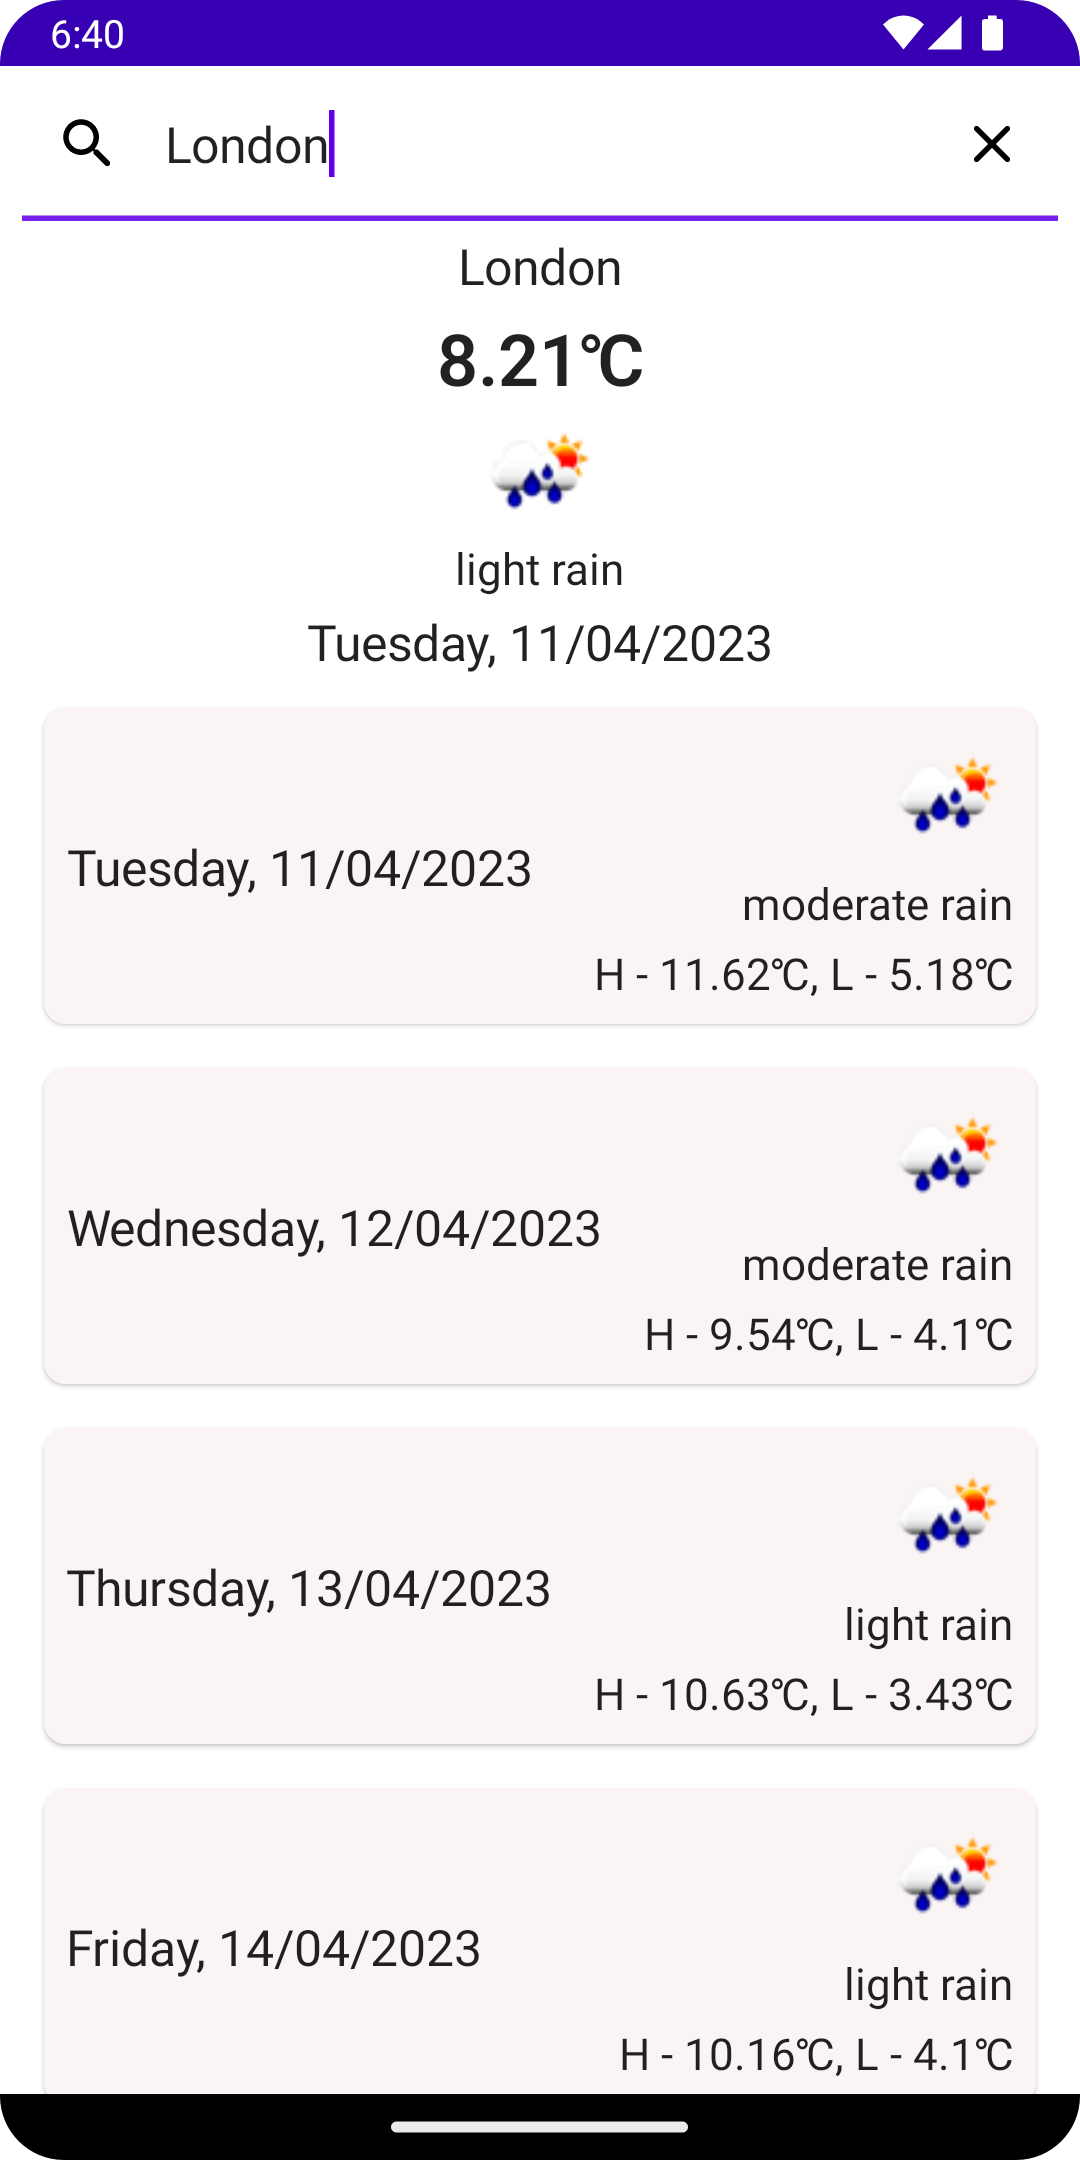 6:40
London
London
8.21℃
light rain
Tuesday, 11/04/2023
Tuesday, 11/04/2023
moderate rain
H - 11.62℃, L - 5.18℃
Wednesday, 12/04/2023
moderate rain
H - 9.54℃, L - 4.1℃
Thursday, 13/04/2023
light rain
H - 10.63℃, L - 3.43℃
Friday, 14/04/2023
light rain
H - 10.16℃, L - 4.1℃